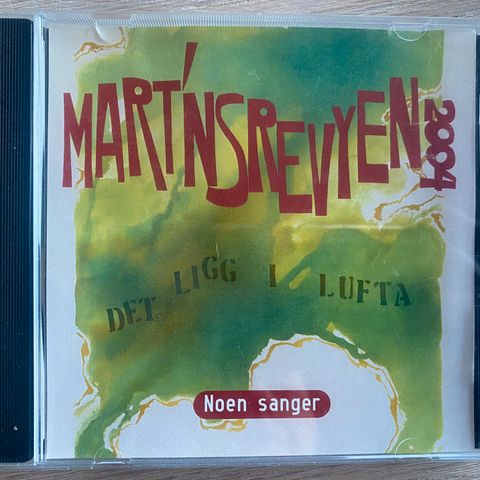 MART'NSREVYEN
2004
DET LIGG I LUFTA
Noen sanger